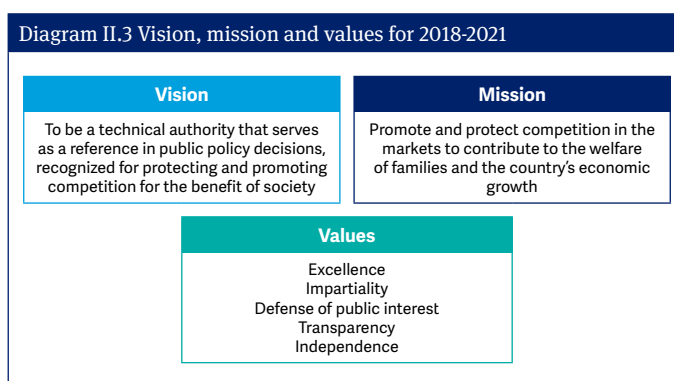 Diagram II.3 Vision, mission and values for 2018-2021
Vision
To be a technical authority that serves
as a reference in public policy decisions,
recognized for protecting and promoting
competition for the benefit of society
Mission
Promote and protect competition in the
markets to contribute to the welfare
of families and the country’s economic
growth
Values
Excellence
Impartiality
Defense of public interest
Transparency
Independence